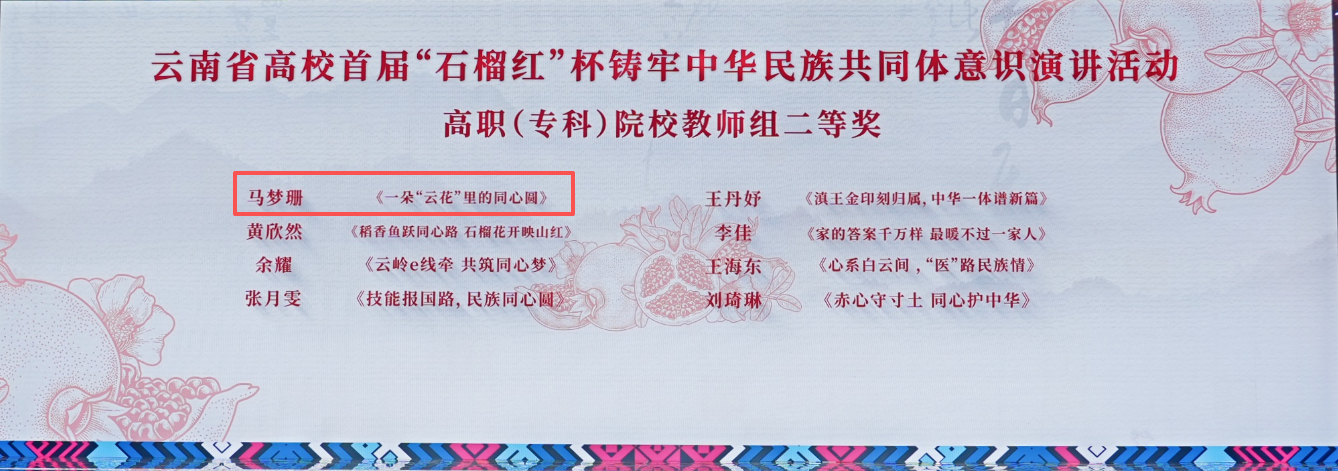 云南省高校首届“石榴红”杯铸牢中华民族共同体意识演讲活动
高职(专科)院校教师组二等奖
马梦珊 《一朵“云花”里的同心圆》 王丹妤 《滇王金印刻归属,中华一体谱新篇》
黄欣然 《稻香鱼跃同心路 石榴花开映山红》 李佳 《家的答案千万样 最暖不过一家人》
余耀 《云岭e线牵 共筑同心梦》 王海东 《心系白云间,“医”路民族情》
张月雯 《技能报国路,民族同心圆》 刘琦琳 《赤心守寸土 同心护中华》